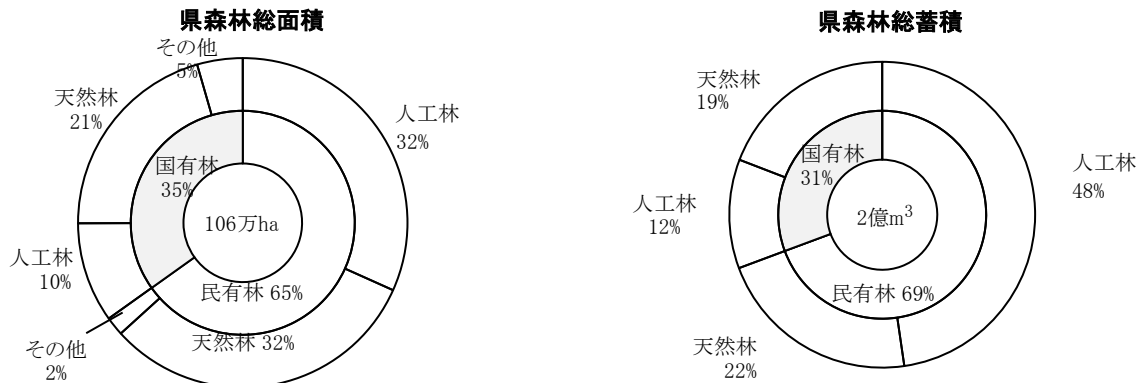 県森林総面積
その他
5%
天然林
21%
人工林
32%
国有林
35%
106万ha
人工林
10%
民有林 65%
天然林 32%
その他
2%
県森林総蓄積
天然林
19%
国有林
31%
人工林
48%
2億m³
人工林
12%
民有林 69%
天然林
22%